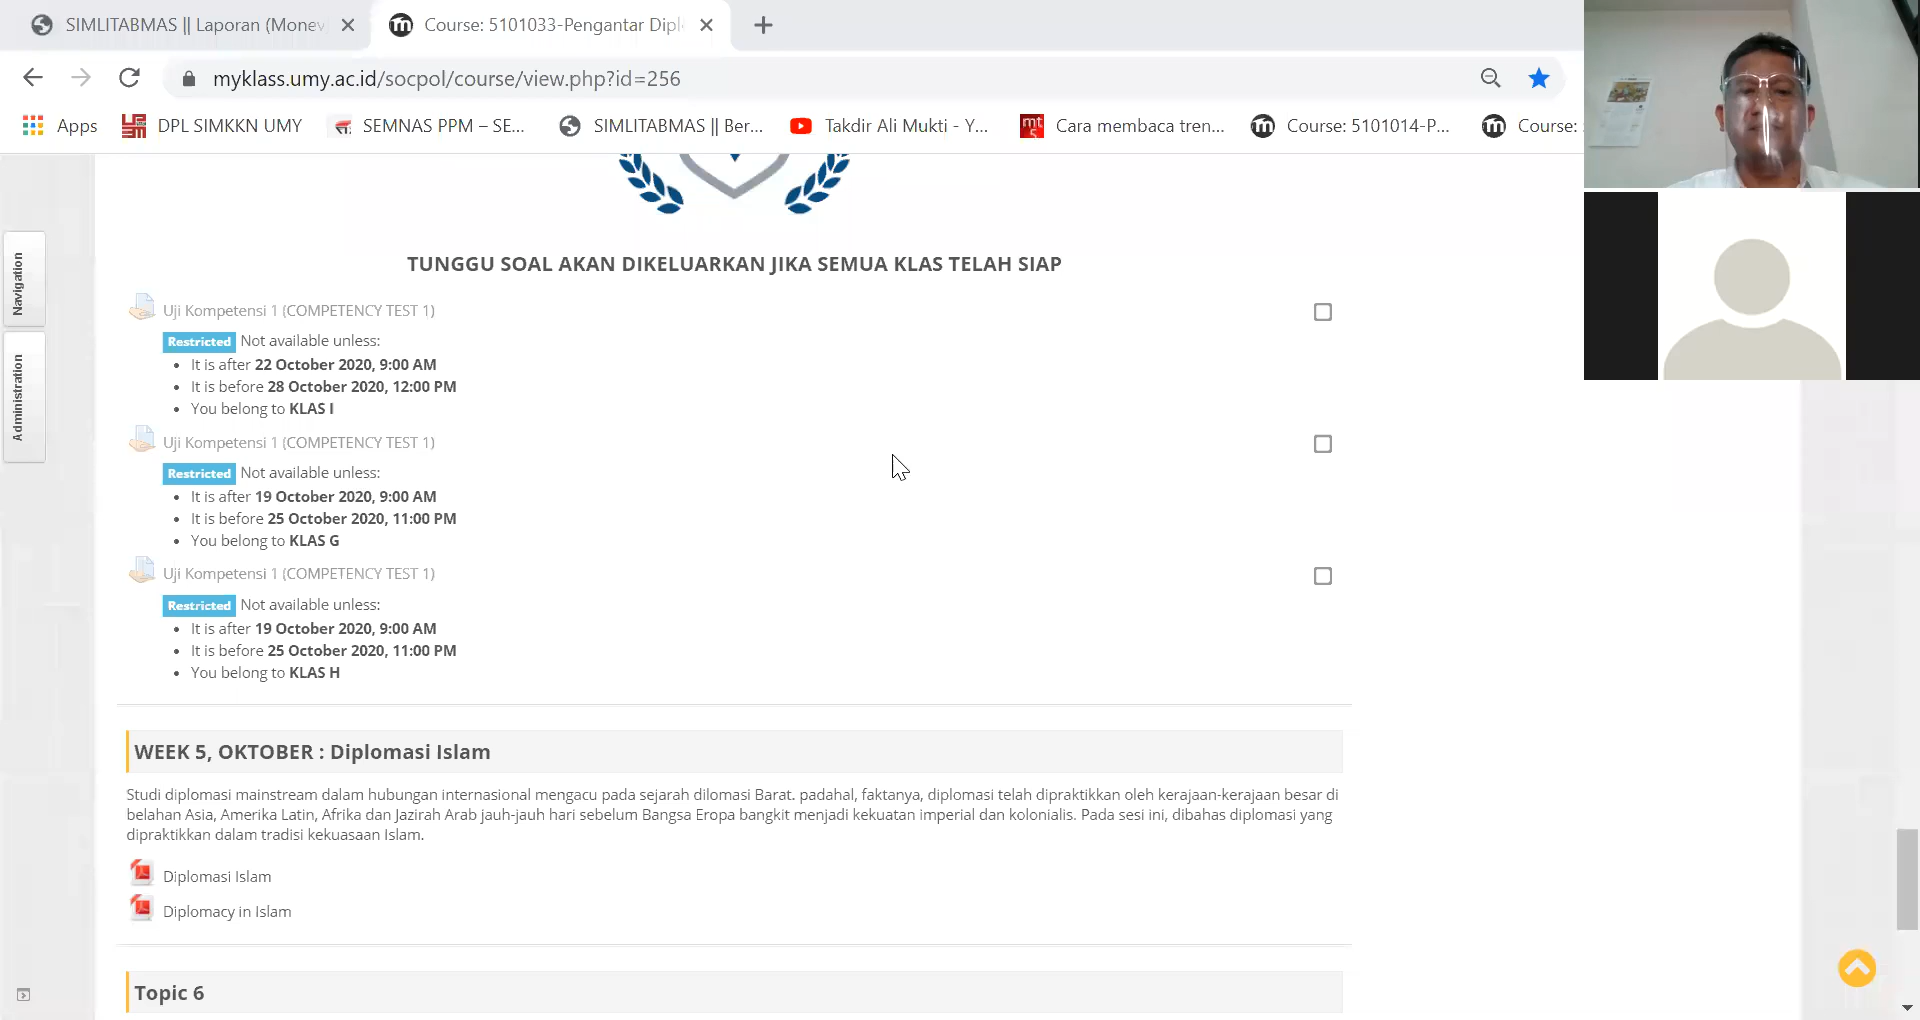 SIMLITABMAS || Laporan (Monev
Course: 5101033-Pengantar Dipl
myklass.umy.ac.id/socpol/course/view.php?id=256
Apps
DPL SIMKKN UMY
SEMNAS PPM – SE...
SIMLITABMAS || Ber...
Takdir Ali Mukti - Y...
mt5
Cara membaca tren...
Course: 5101014-P...
Course:
Navigation
Administration
TUNGGU SOAL AKAN DIKELUARKAN JIKA SEMUA KLAS TELAH SIAP
Uji Kompetensi 1 (COMPETENCY TEST 1)
Restricted Not available unless:
It is after 22 October 2020, 9:00 AM
It is before 28 October 2020, 12:00 PM
You belong to KLAS I
Uji Kompetensi 1 (COMPETENCY TEST 1)
Restricted Not available unless:
It is after 19 October 2020, 9:00 AM
It is before 25 October 2020, 11:00 PM
You belong to KLAS G
Uji Kompetensi 1 (COMPETENCY TEST 1)
Restricted Not available unless:
It is after 19 October 2020, 9:00 AM
It is before 25 October 2020, 11:00 PM
You belong to KLAS H
WEEK 5, OKTOBER : Diplomasi Islam
Studi diplomasi mainstream dalam hubungan internasional mengacu pada sejarah dilomasi Barat. padahal, faktanya, diplomasi telah dipraktikkan oleh kerajaan-kerajaan besar di
belahan Asia, Amerika Latin, Afrika dan Jazirah Arab jauh-jauh hari sebelum Bangsa Eropa bangkit menjadi kekuatan imperial dan kolonialis. Pada sesi ini, dibahas diplomasi yang
dipraktikkan dalam tradisi kekuasaan Islam.
Diplomasi Islam
Diplomacy in Islam
Topic 6